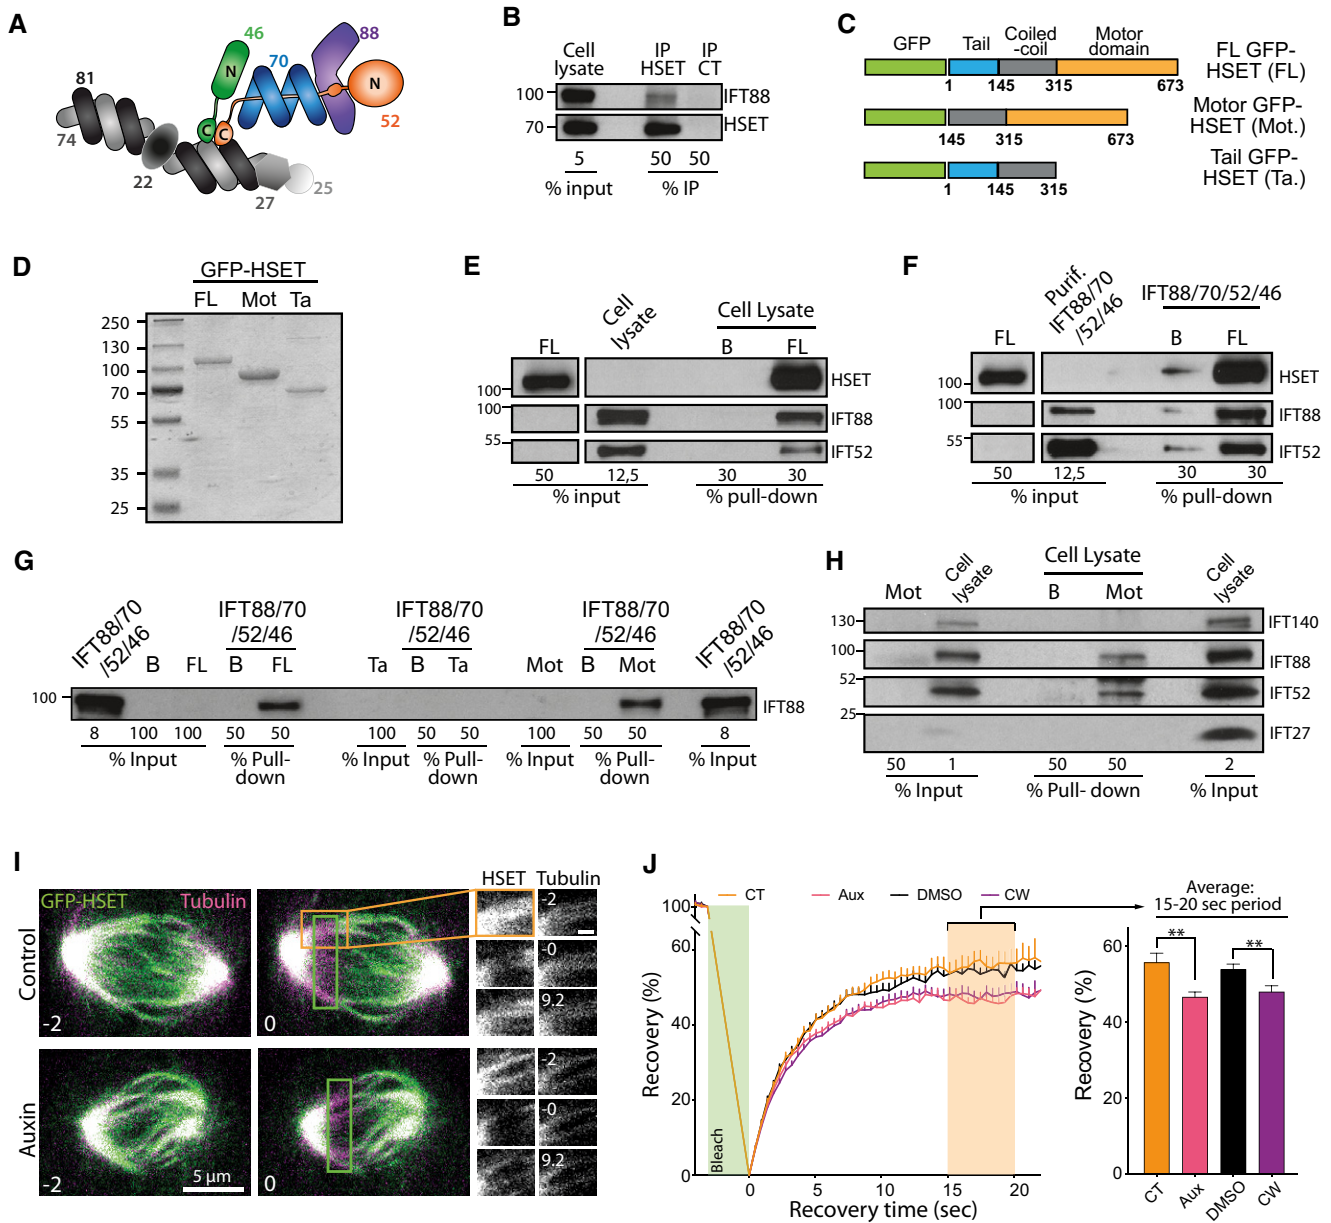 A
46
88
70
81
N
N
52
C
C
74
22
25
27
B
Cell lysate
IP HSET
IP CT
100
IFT88
70
HSET
5
50
50
% input
% IP
C
GFP
Tail
Coiled -coil
Motor domain
FL GFP- HSET (FL)
1
145
315
673
Motor GFP- HSET (Mot.)
145
315
673
Tail GFP- HSET (Ta.)
1
145
315
D
GFP-HSET
FL
Mot
Ta
250
130
100
70
55
35
25
E
Cell lysate
Cell Lysate
FL
B
FL
100
HSET
100
IFT88
55
IFT52
50
12,5
30
30
% input
% pull-down
F
Purif. IFT88/70 /52/46
IFT88/70/52/46
FL
B
FL
100
HSET
100
IFT88
55
IFT52
50
12,5
30
30
% input
% pull-down
G
IFT88/70 /52/46
B
FL
IFT88/70 /52/46
B
FL
Ta
IFT88/70 /52/46
B
Ta
Mot
IFT88/70 /52/46
B
Mot
IFT88/70 /52/46
100
IFT88
8
100
100
50
50
100
50
50
100
50
50
8
% Input
% Pull- down
% Input
% Pull- down
% Input
% Pull- down
% Input
H
Mot
Cell lysate
Cell Lysate
B
Mot
Cell lysate
130
IFT140
100
IFT88
52
IFT52
25
IFT27
50
1
50
50
2
% Input
% Pull- down
% Input
I
HSET
Tubulin
GFP-HSET
Tubulin
Control
-2
0
-2
-0
9.2
Auxin
-2
5 µm
0
-2
-0
9.2
J
CT
Aux
DMSO
CW
Average: 15-20 sec period
Recovery (%)
100
60
40
20
0
Bleach
0
5
10
15
20
Recovery time (sec)
Recovery (%)
60
40
20
0
**
**
CT
Aux
DMSO
CW